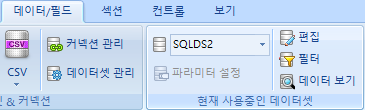 데이터/필드 섹션 컨트롤 보기
CSV
CSV
커넥션 관리
데이터셋 관리
& 커넥션
SQLDS2
파라미터 설정
편집
필터
데이터 보기
현재 사용중인 데이터셋